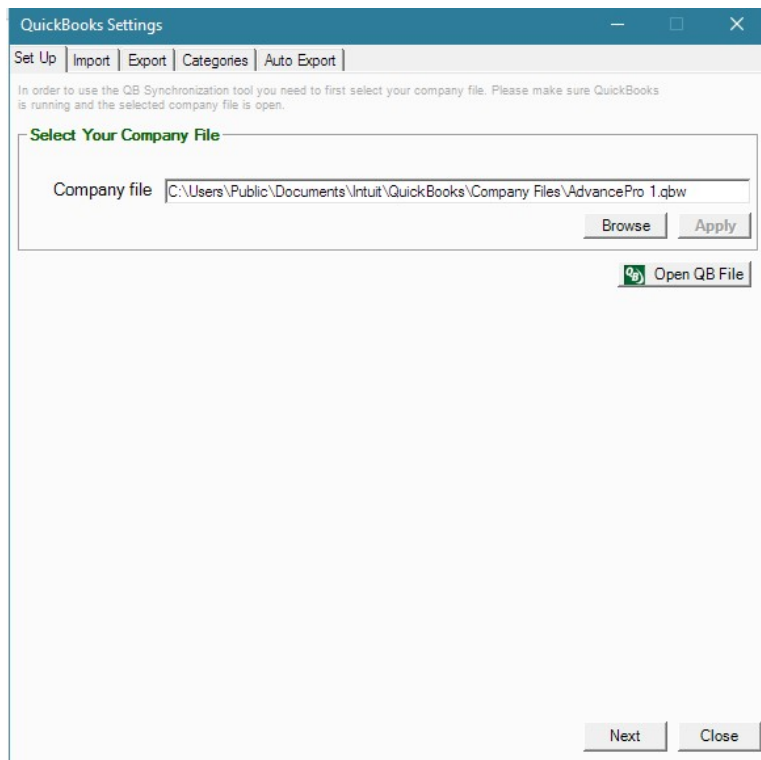 QuickBooks Settings
Set Up Import Export Categories Auto Export
In order to use the QB Synchronization tool you need to first select your company file. Please make sure QuickBooks
is running and the selected company file is open.
Select Your Company File
Company file C:\Users\Public\Documents\Intuit\QuickBooks\Company Files\AdvancePro 1.qbw
Browse Apply
QB Open QB File
Next Close